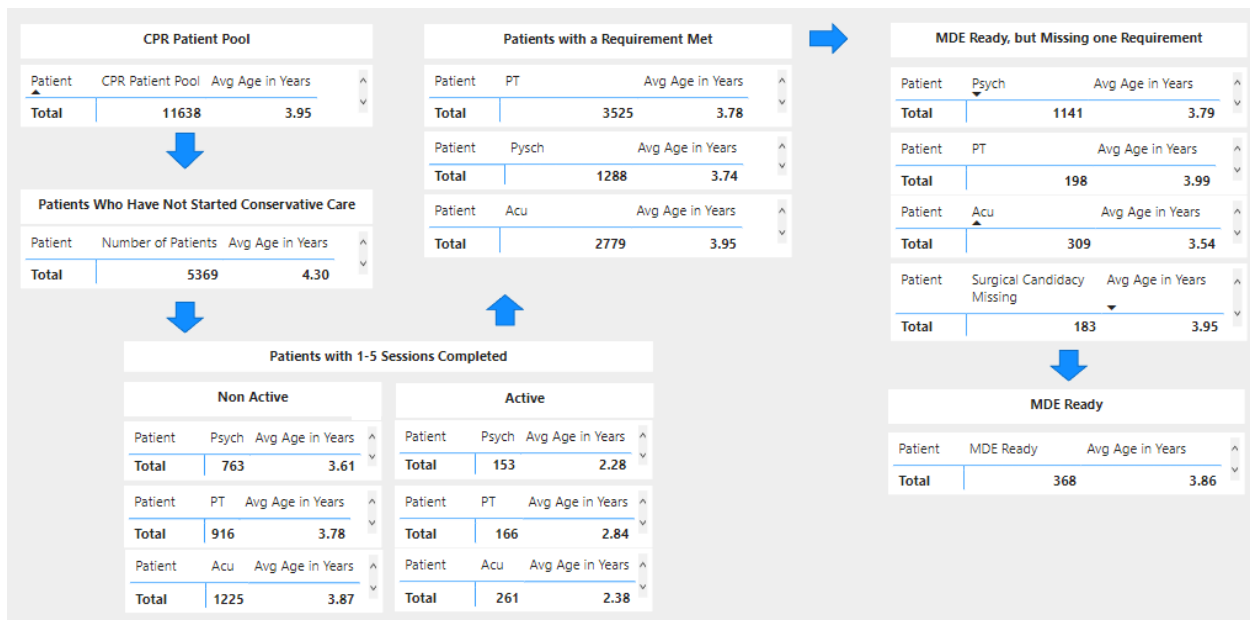 CPR Patient Pool
Patient CPR Patient Pool Avg Age in Years
Total 11638 3.95
Patients Who Have Not Started Conservative Care
Patient Number of Patients Avg Age in Years
Total 5369 4.30
Patients with 1-5 Sessions Completed
Non Active
Patient Psych Avg Age in Years
Total 763 3.61
Patient PT Avg Age in Years
Total 916 3.78
Patient Acu Avg Age in Years
Total 1225 3.87
Active
Patient Psych Avg Age in Years
Total 153 2.28
Patient PT Avg Age in Years
Total 166 2.84
Patient Acu Avg Age in Years
Total 261 2.38
Patients with a Requirement Met
Patient PT Avg Age in Years
Total 3525 3.78
Patient Pysch Avg Age in Years
Total 1288 3.74
Patient Acu Avg Age in Years
Total 2779 3.95
MDE Ready, but Missing one Requirement
Patient Psych Avg Age in Years
Total 1141 3.79
Patient PT Avg Age in Years
Total 198 3.99
Patient Acu Avg Age in Years
Total 309 3.54
Patient Surgical Candidacy Avg Age in Years
Missing
Total 183 3.95
MDE Ready
Patient MDE Ready Avg Age in Years
Total 368 3.86